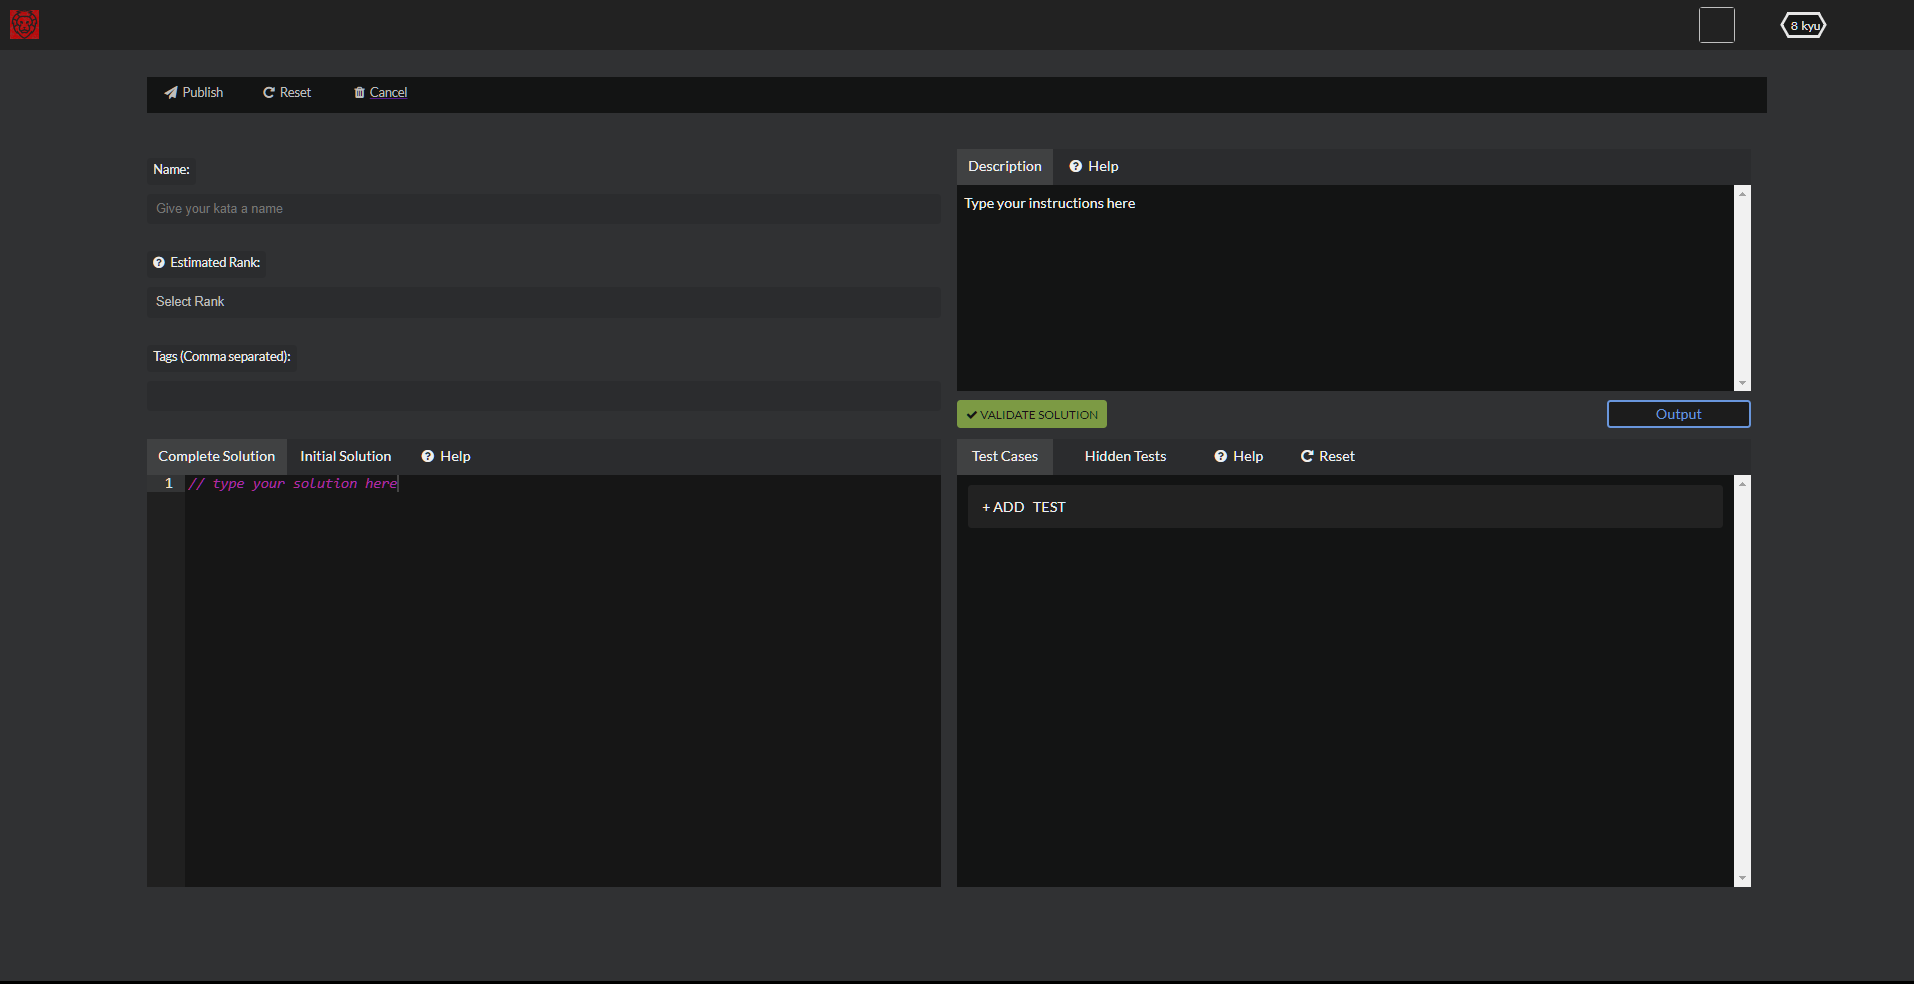 8 kyu
Publish Reset Cancel
Name:
Give your kata a name
Estimated Rank:
Select Rank
Tags (Comma separated):
Description Help
Type your instructions here
VALIDATE SOLUTION Output
Complete Solution Initial Solution Help
1 // type your solution here
Test Cases Hidden Tests Help Reset
+ ADD TEST